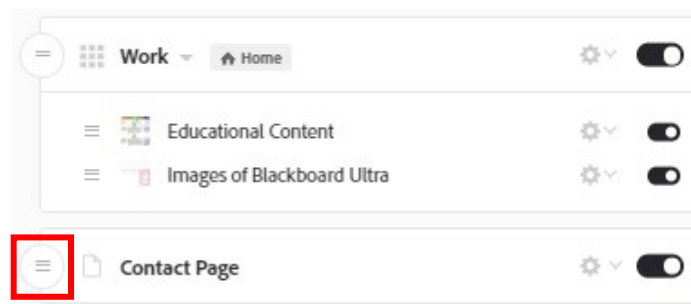 Work Home
Educational Content
Images of Blackboard Ultra
Contact Page